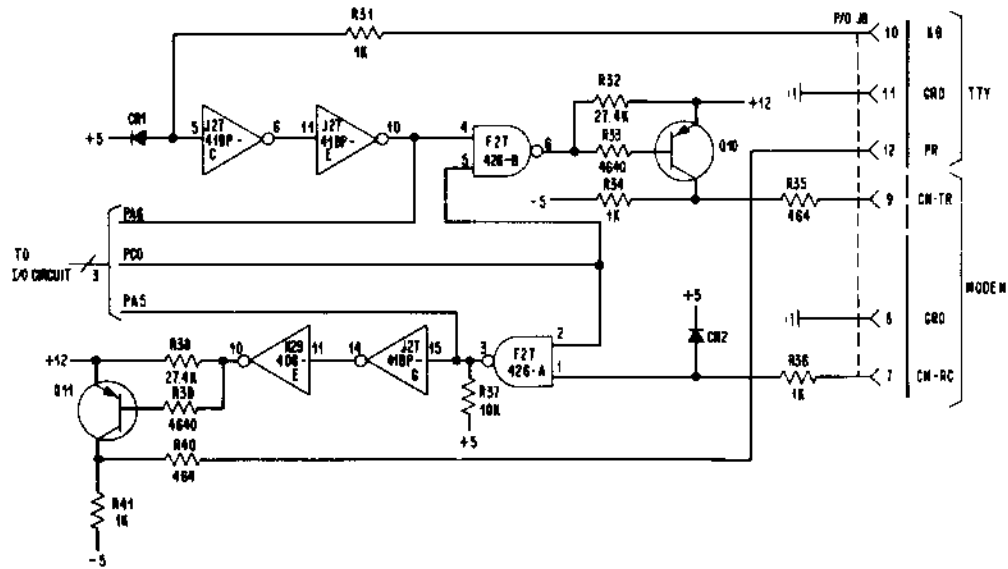 R31
1K
P/O J8
10
KB
CR1
+5
5
J27
418P-
C
6
11
J27
418P-
E
10
4
5
F27
426-B
6
R32
27.4K
R33
4640
R34
1K
-5
+12
Q10
11
GRD
TTY
12
PR
R35
464
9
CM-TR
PA6
PC0
PA5
TO
I/O CIRCUIT
3
+5
CR2
6
GRD
MODEM
2
1
F27
426-A
3
R36
1K
7
CM-RC
+12
R38
27.4K
R39
4640
Q11
10
406-
E
11
14
J27
418P-
G
15
R37
10K
+5
R40
464
R41
1K
-5